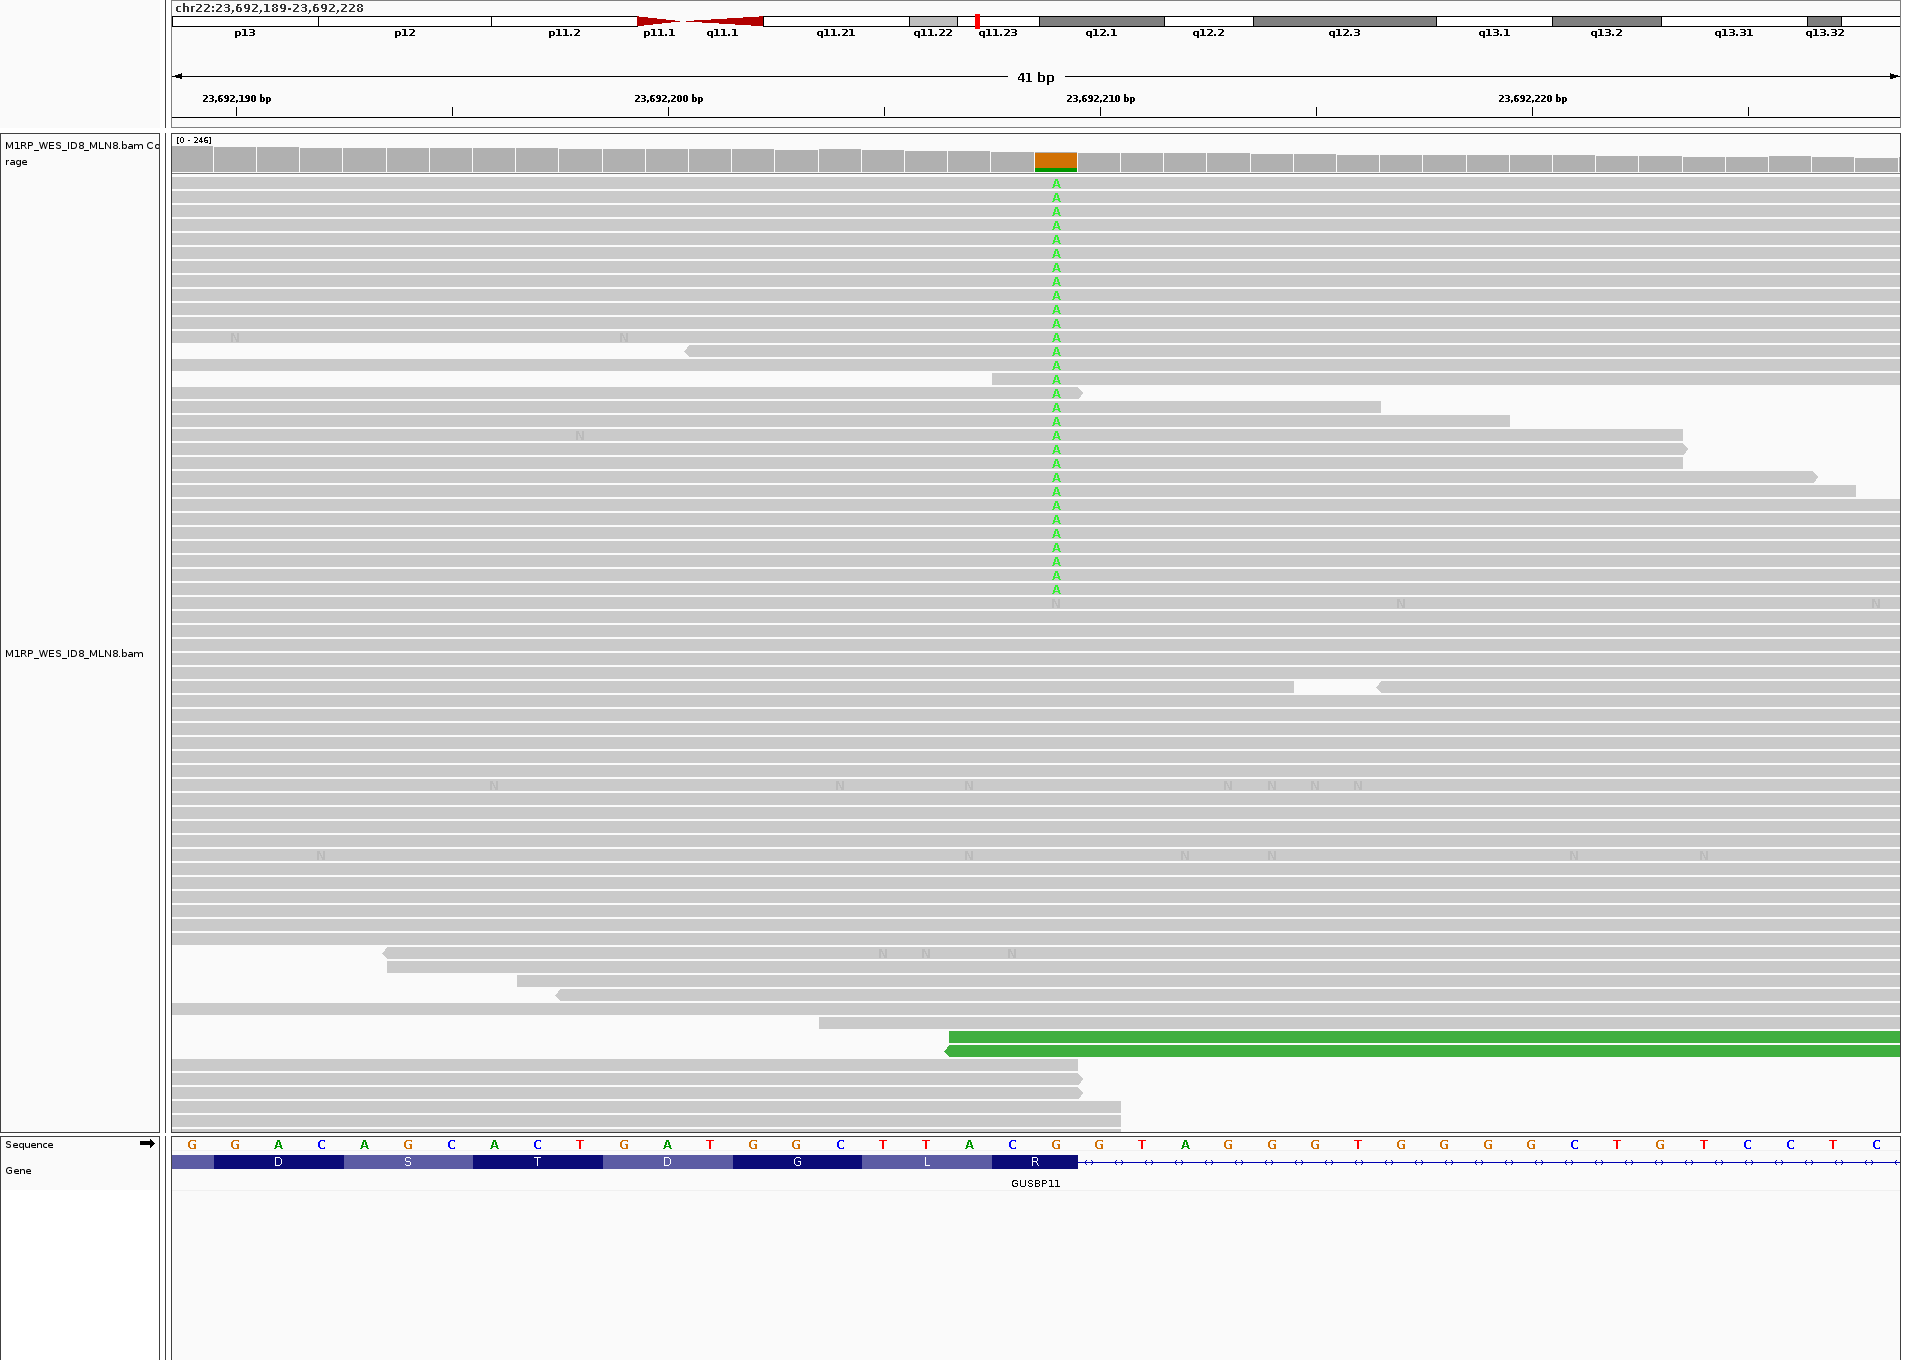 chr22:23,692,189-23,692,228
p13 p12 p11.2 p11.1 q11.1 q11.21 q11.22 q11.23 q12.1 q12.2 q12.3 q13.1 q13.2 q13.31 q13.32
41 bp
23,692,190 bp 23,692,200 bp 23,692,210 bp 23,692,220 bp
M1RP_WES_ID8_MLN8.bam Co
rage
[0 - 246]
A
A
A
A
A
A
A
A
A
A
A
N N A
A
A
A
A
A
A
N A
A
A
A
A
A
A
A
A
A
A
A
N N N
M1RP_WES_ID8_MLN8.bam
N N N N N N N
N N N N N N
N N N
Sequence
G G A C A G C A C T G A T G G C T T A C G G T A G G G T G G G G C T G T C C T C
Gene
D S T D G L R
GUSBP11